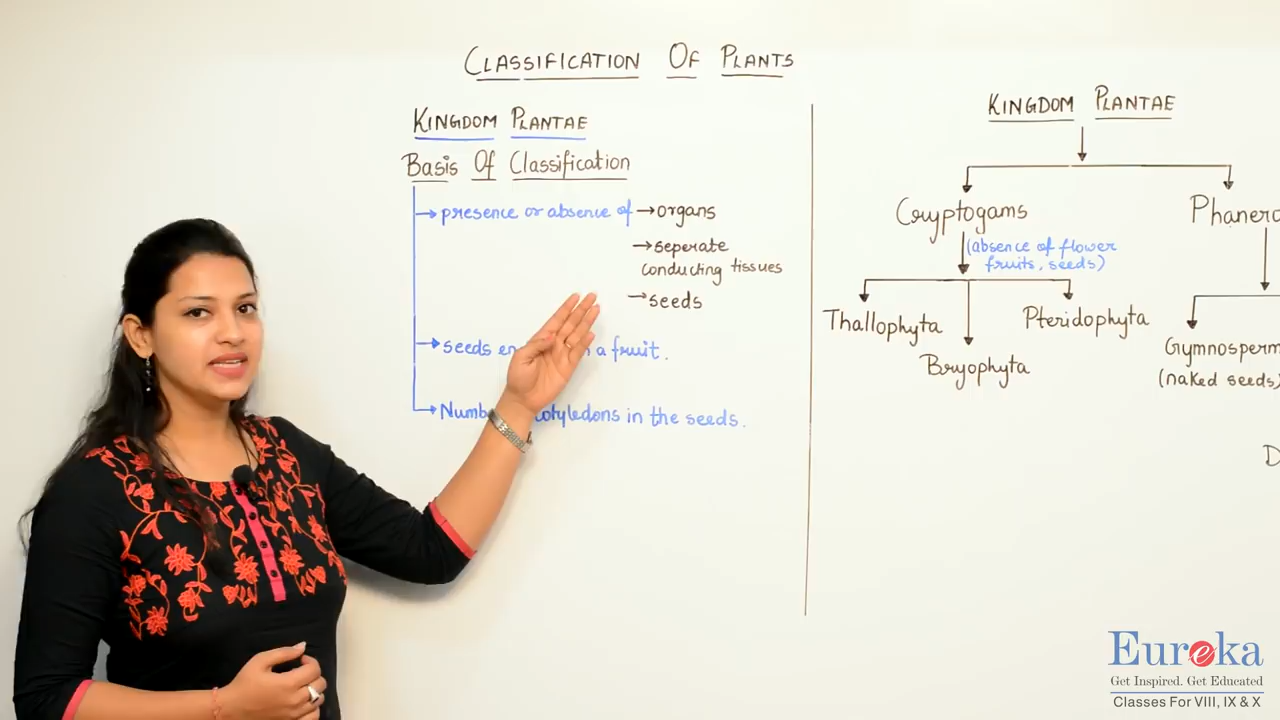 CLASSIFICATION OF PLANTS
KINGDOM PLANTAE
Basis Of Classification
presence or absence of → organs
→ seperate
conducting tissues
→ seeds
seeds en a fruit.
Numb cotyledons in the seeds.
KINGDOM PLANTAE
Cryptogams
Phanero
(absence of flower
fruits, seeds)
Thallophyta
Bryophyta
Pteridophyta
Gymnosperm
(naked seeds)
D
Eureka
Get Inspired. Get Educated
Classes For VIII, IX & X